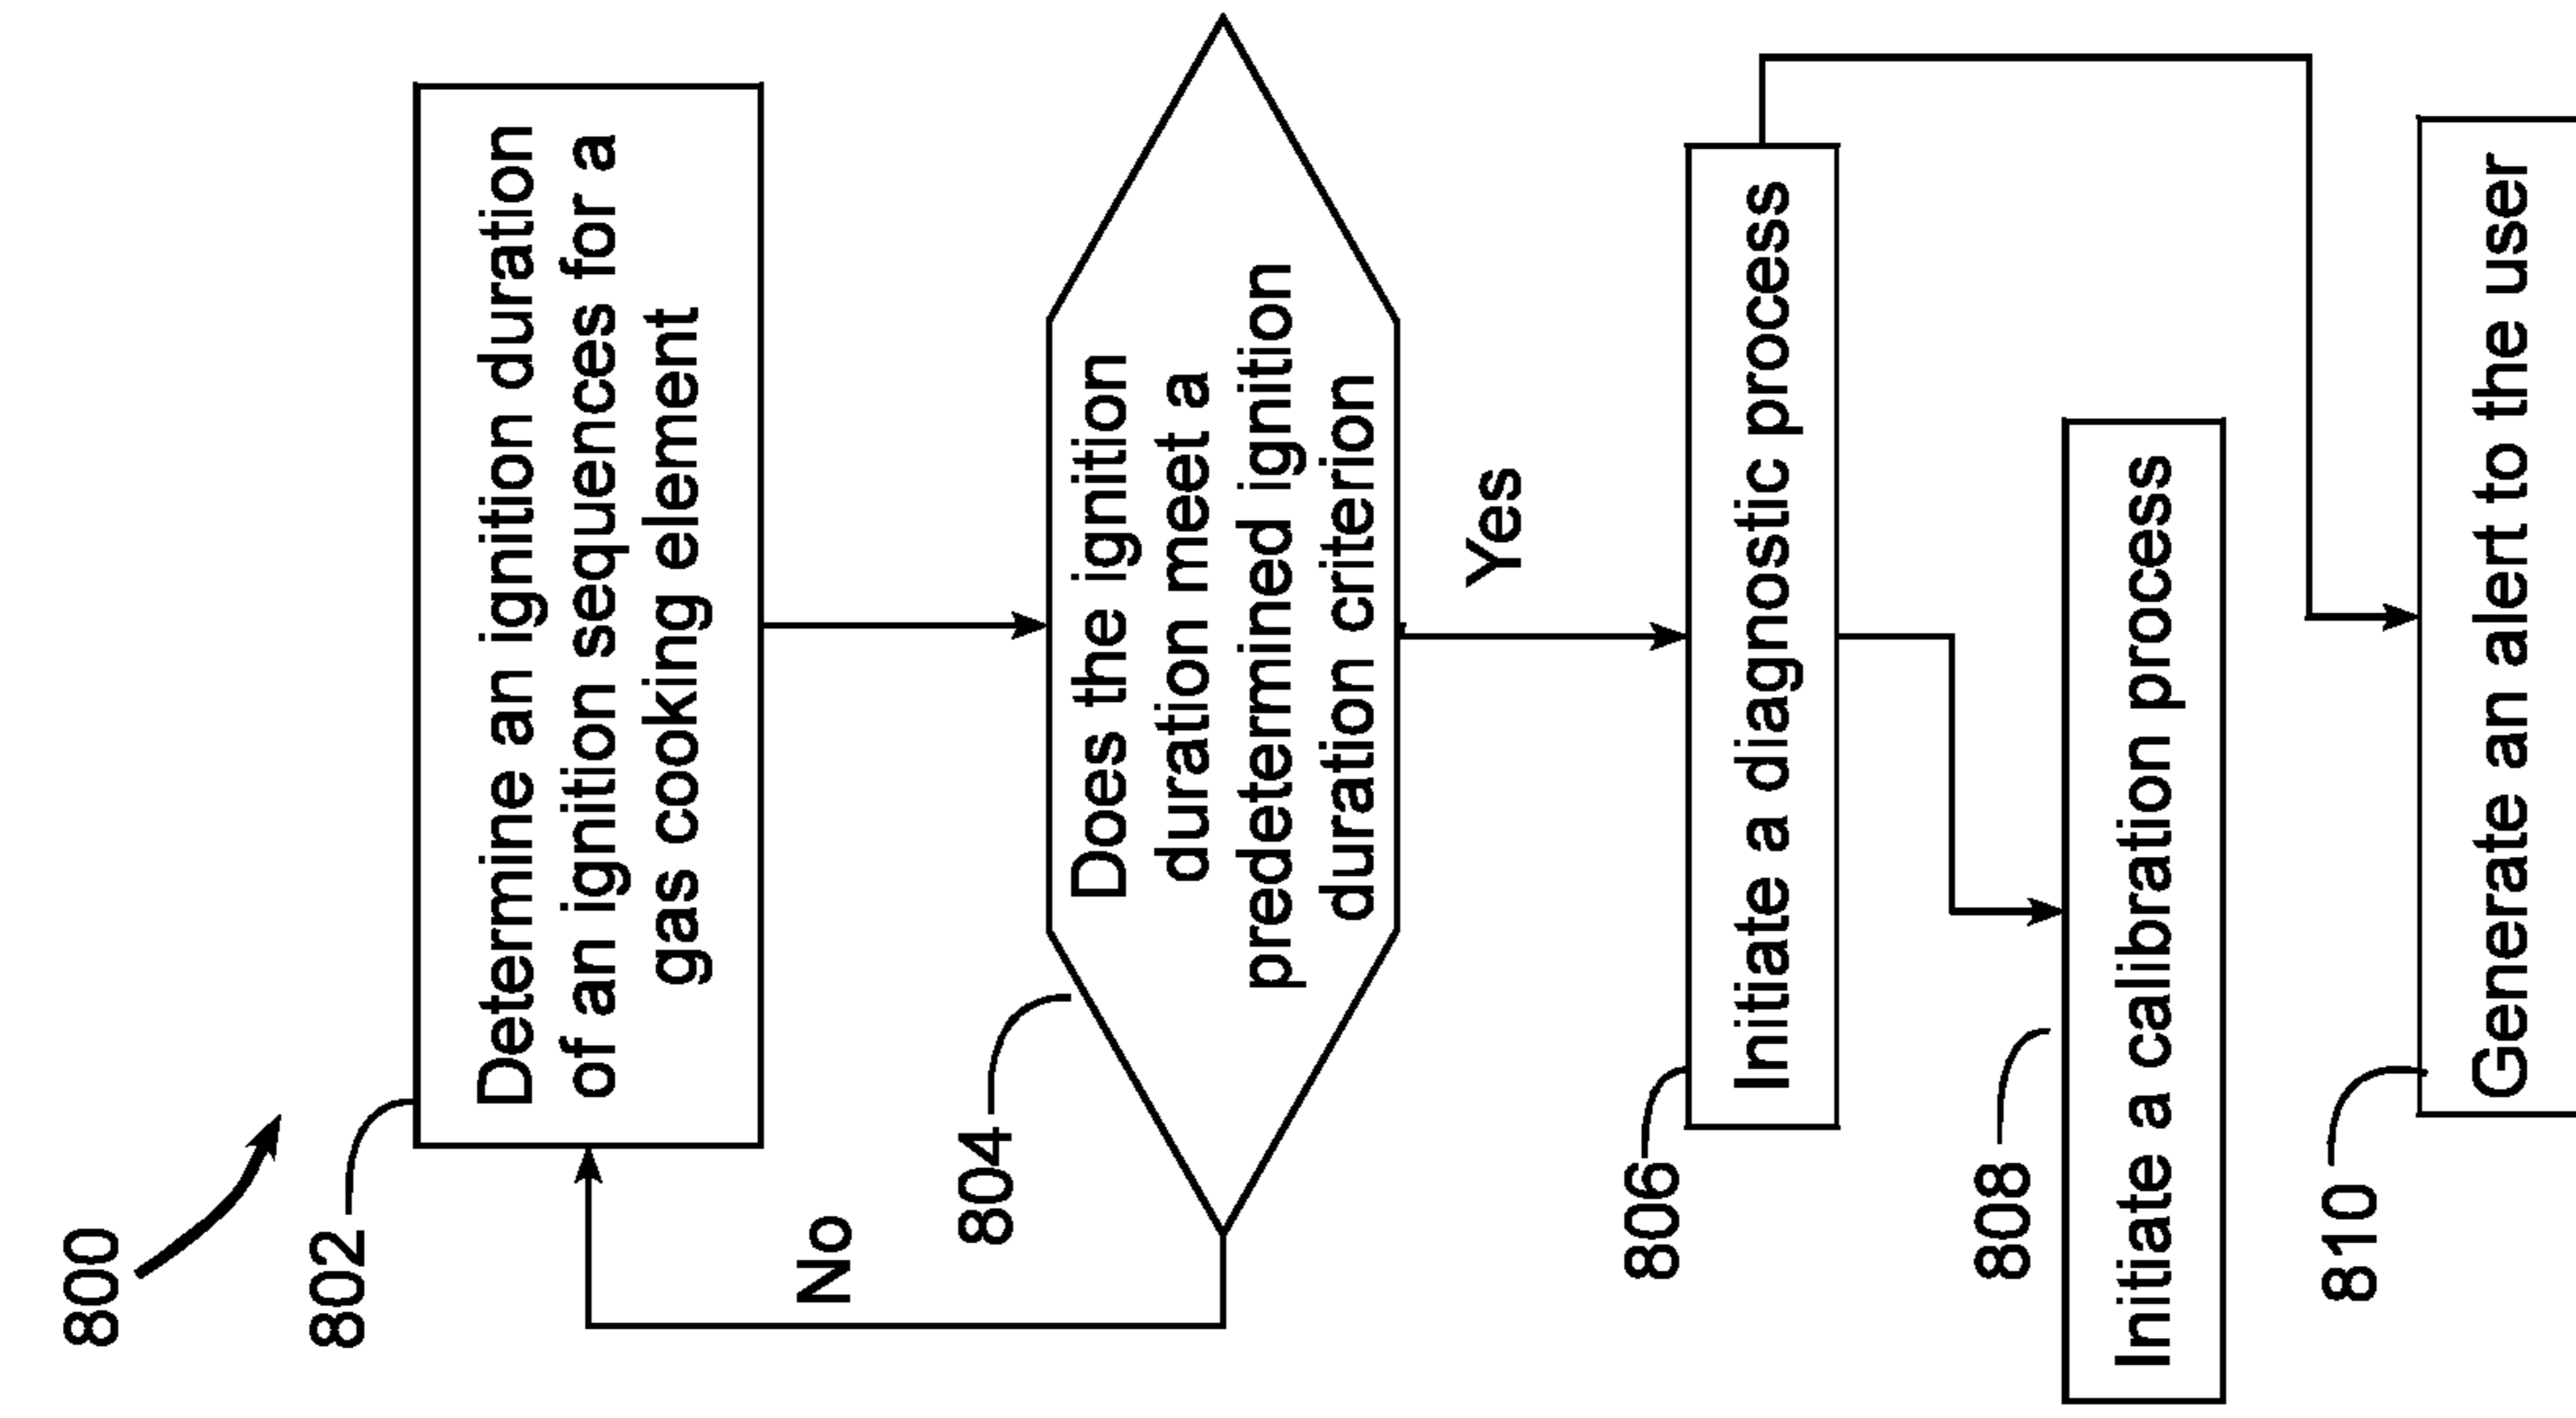 800
802
Determine an ignition duration
of an ignition sequences for a
gas cooking element
No
804
Does the ignition
duration meet a
predetermined ignition
duration criterion
Yes
806
Initiate a diagnostic process
808
Initiate a calibration process
810
Generate an alert to the user